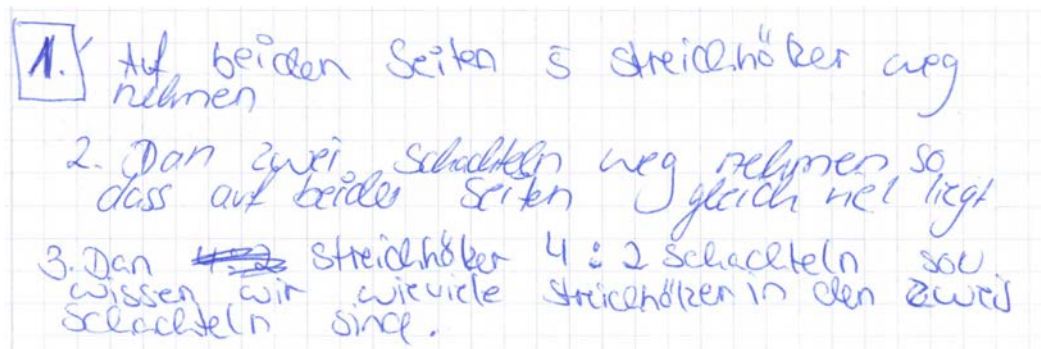 1. Auf beiden Seiten 5 streichhölzer weg
nehmen
2. Dan zwei Schachteln weg nehmen so
dass auf beiden Seiten gleich viel liegt
3. Dan streichhölzer 4 : 2 Schachteln so
wissen wir wieviele streichhölzer in den zwei
Schachteln sind.